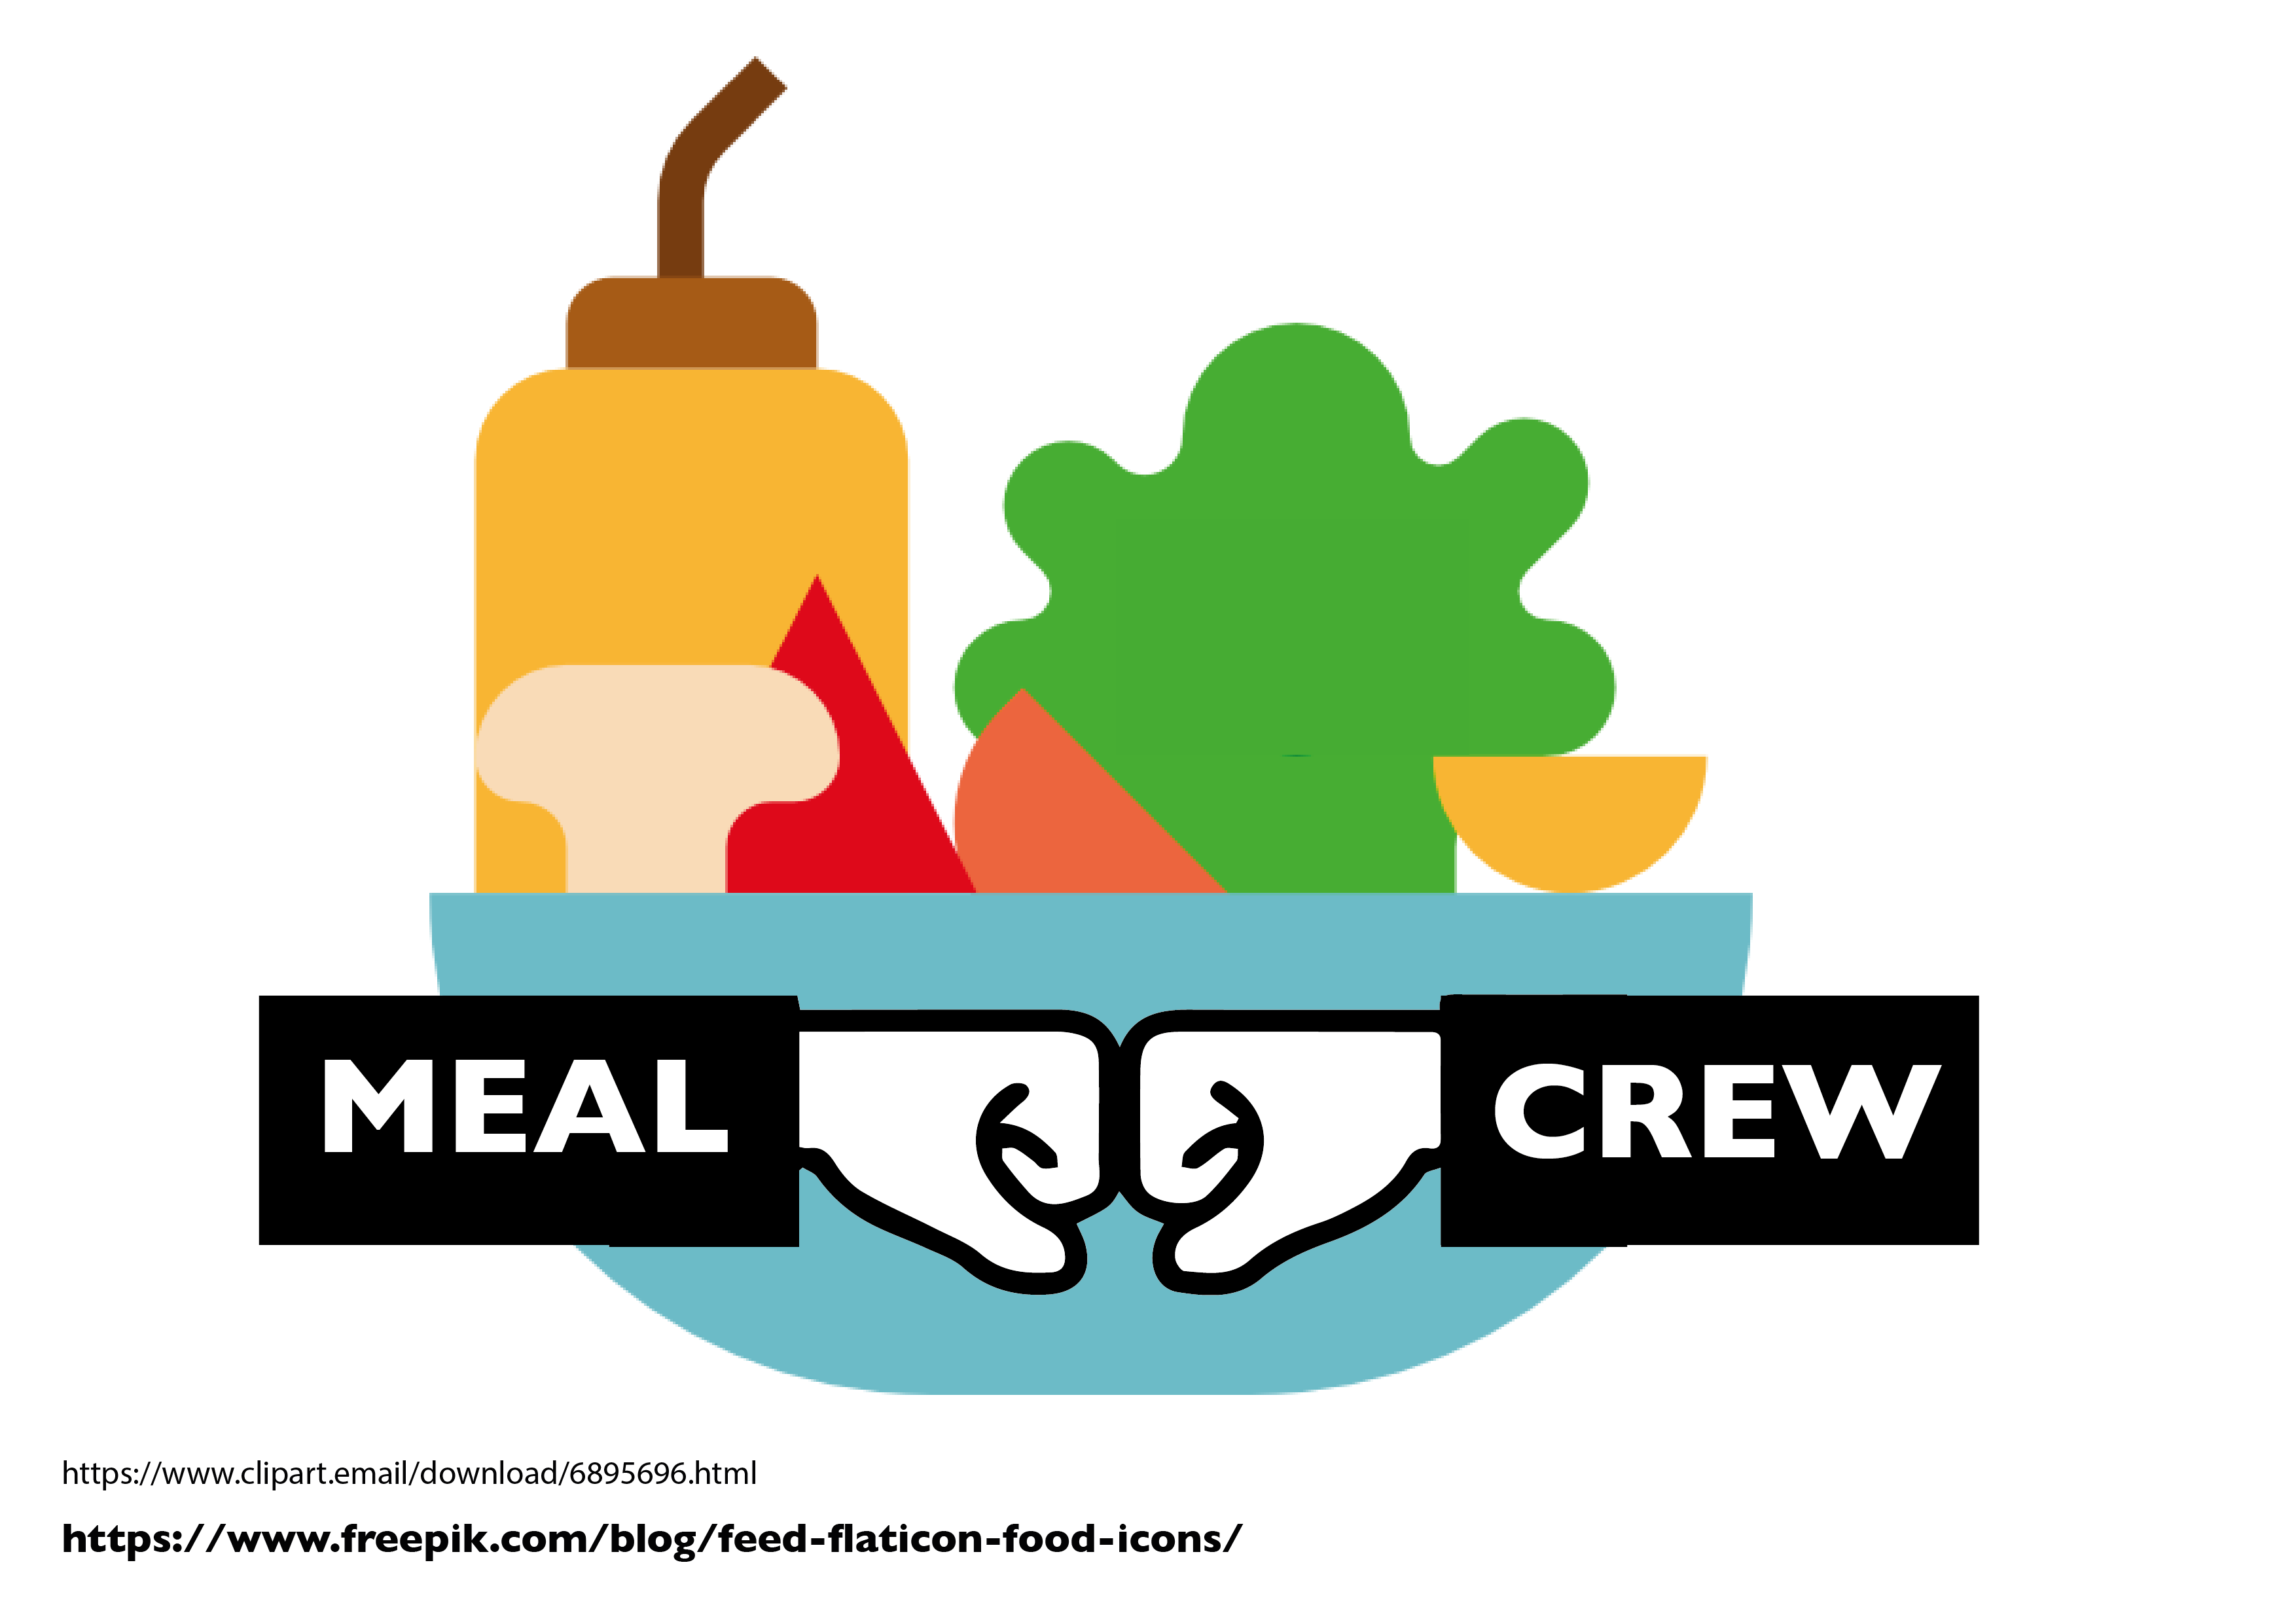 MEAL CREW
https://www.clipart.email/download/6895696.html
https://www.freepik.com/blog/feed-flaticon-food-icons/